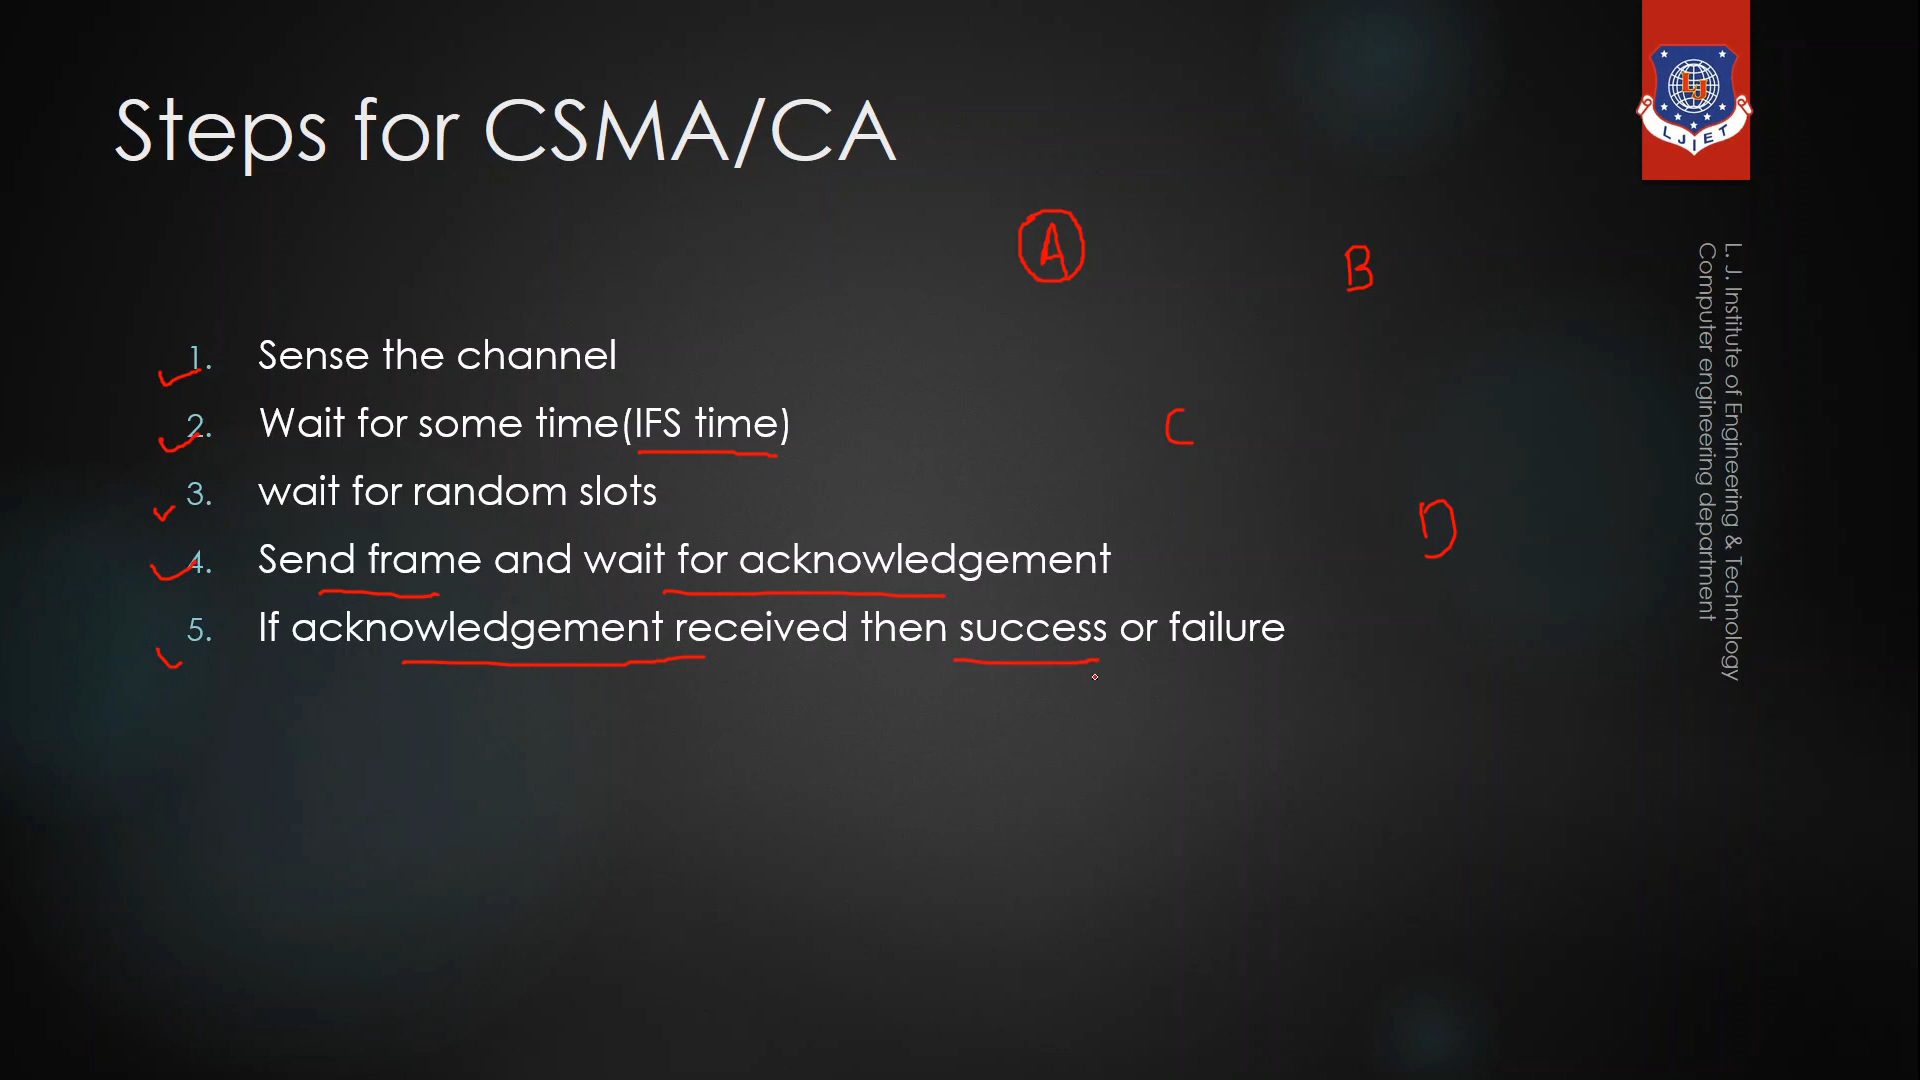 Steps for CSMA/CA
LJ
LJIET
A
B
1. Sense the channel
2. Wait for some time(IFS time)
C
3. wait for random slots
D
4. Send frame and wait for acknowledgement
5. If acknowledgement received then success or failure
L. J. Institute of Engineering & Technology
Computer engineering department